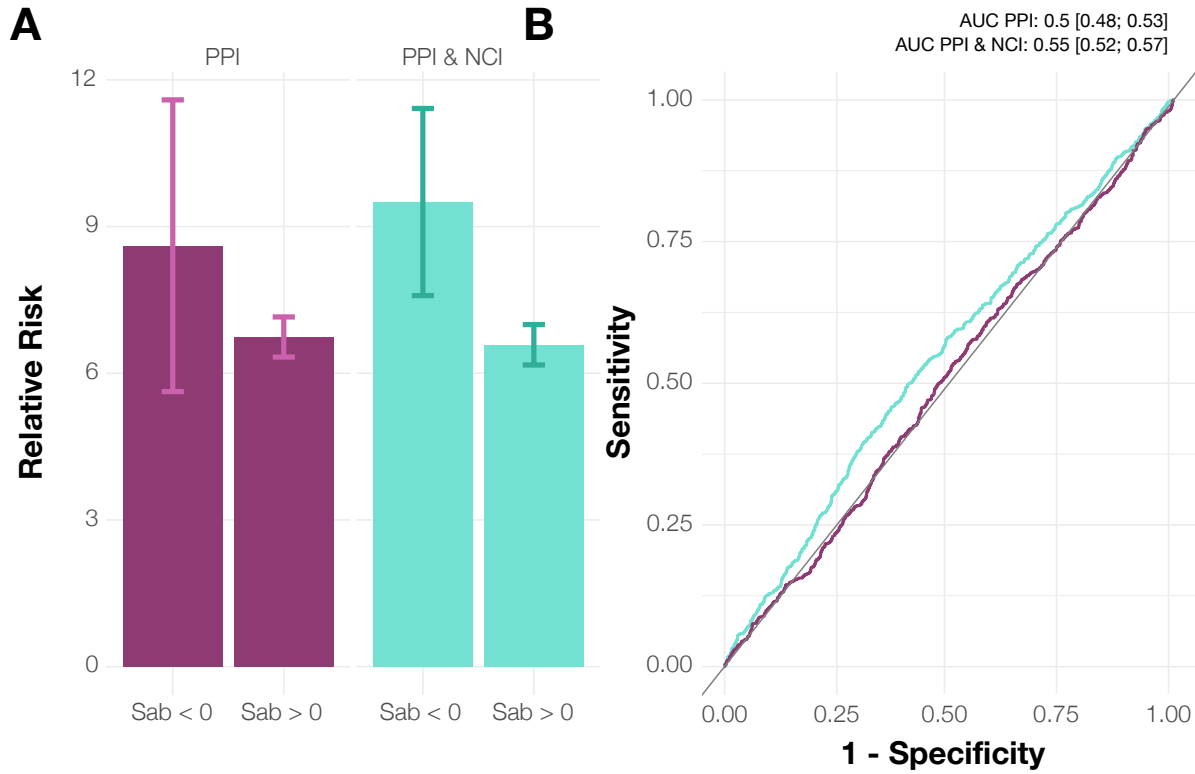 A
PPI
PPI & NCI
12
9
6
3
0
Relative Risk
Sab < 0
Sab > 0
Sab < 0
Sab > 0
B
AUC PPI: 0.5 [0.48; 0.53]
AUC PPI & NCI: 0.55 [0.52; 0.57]
1.00
0.75
0.50
0.25
0.00
Sensitivity
0.00
0.25
0.50
0.75
1.00
1 - Specificity